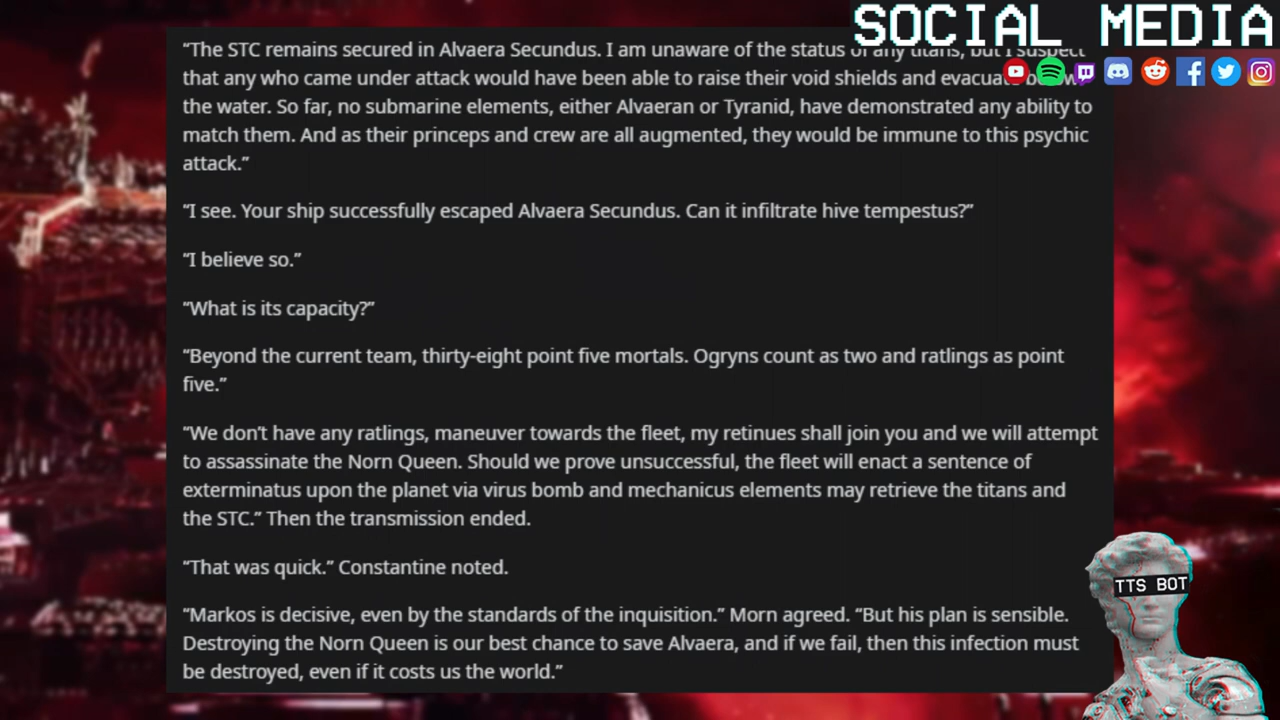 SOCIAL MEDIA
“The STC remains secured in Alvaera Secundus. I am unaware of the status of any titans, but I suspect
that any who came under attack would have been able to raise their void shields and evacuate
the water. So far, no submarine elements, either Alvaeran or Tyranid, have demonstrated any ability to
match them. And as their princeps and crew are all augmented, they would be immune to this psychic
attack.”
“I see. Your ship successfully escaped Alvaera Secundus. Can it infiltrate hive tempestus?”
“I believe so.”
“What is its capacity?”
“Beyond the current team, thirty-eight point five mortals. Ogryns count as two and ratlings as point
five.”
“We don’t have any ratlings, maneuver towards the fleet, my retinues shall join you and we will attempt
to assassinate the Norn Queen. Should we prove unsuccessful, the fleet will enact a sentence of
exterminatus upon the planet via virus bomb and mechanicus elements may retrieve the titans and
the STC.” Then the transmission ended.
“That was quick.” Constantine noted.
“Markos is decisive, even by the standards of the inquisition.” Morn agreed. “But his plan is sensible.
Destroying the Norn Queen is our best chance to save Alvaera, and if we fail, then this infection must
be destroyed, even if it costs us the world.”
TTS BOT